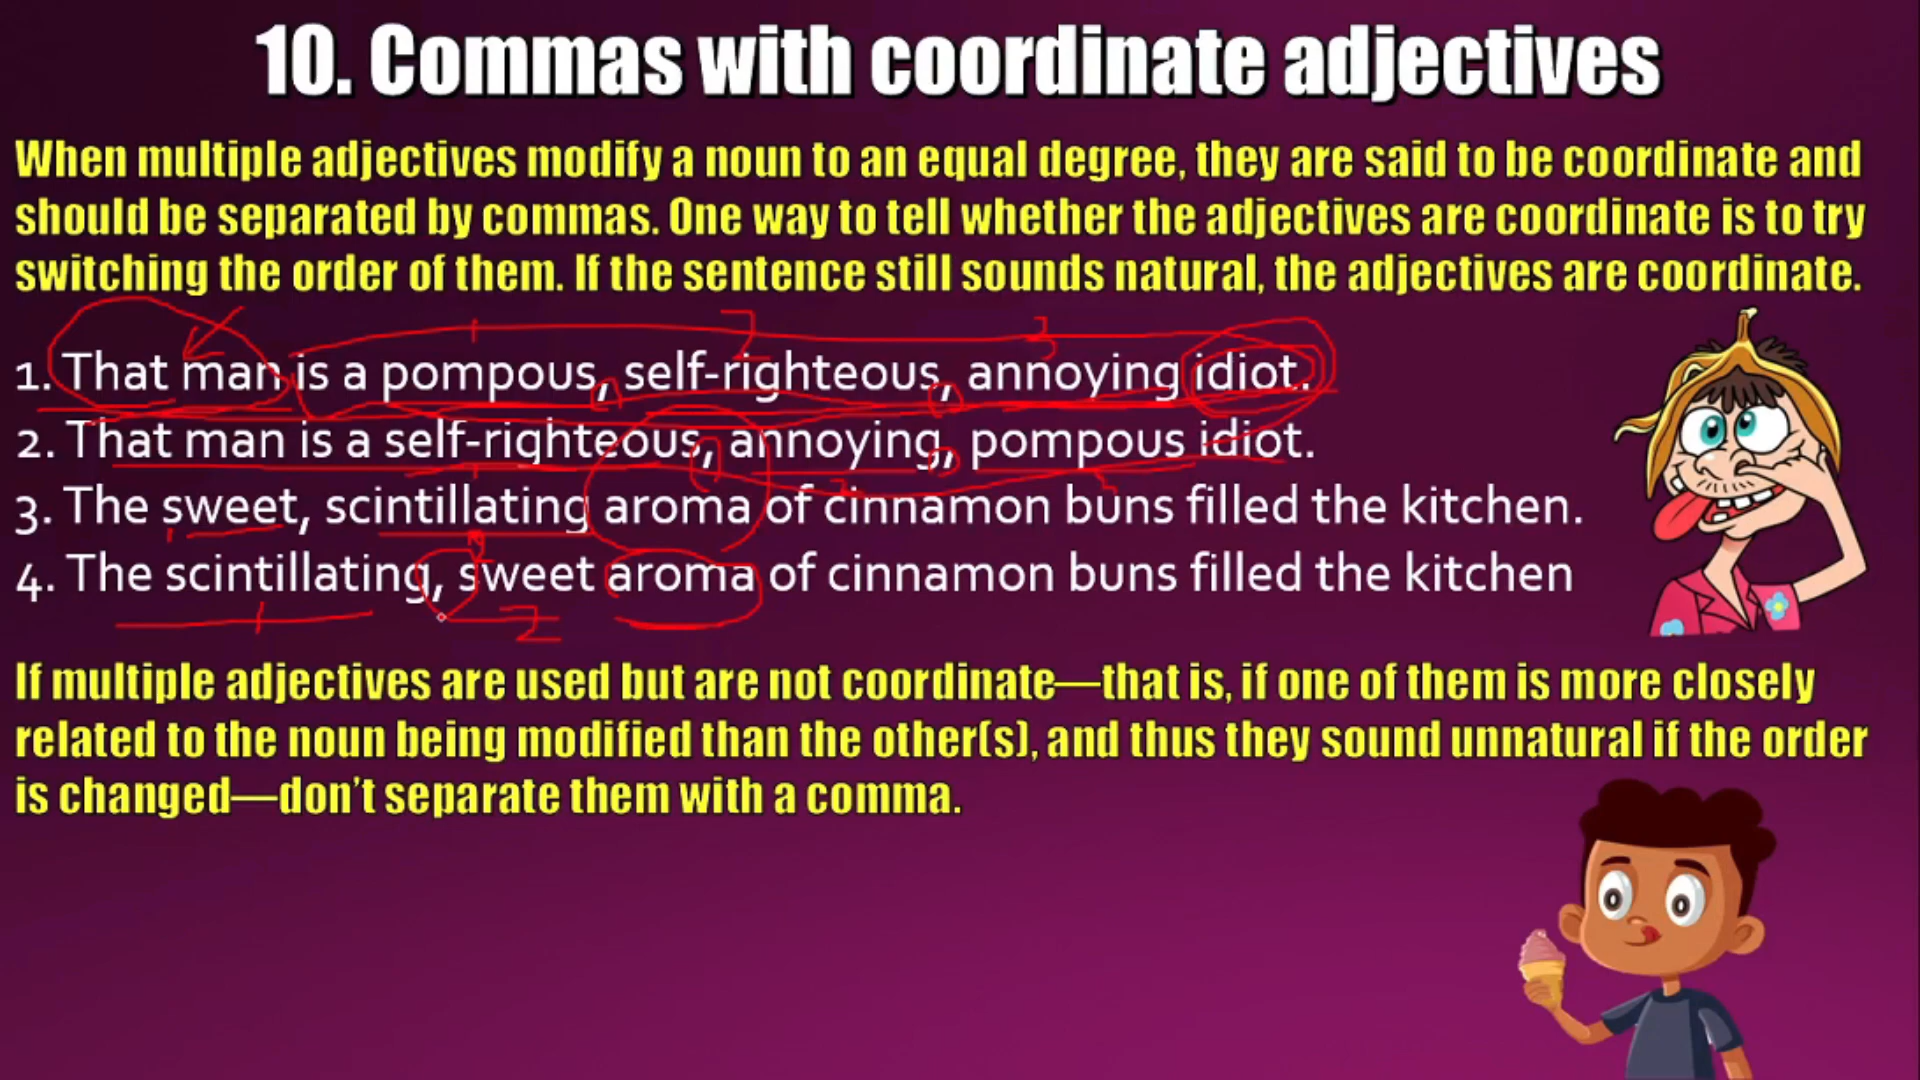 10. Commas with coordinate adjectives
When multiple adjectives modify a noun to an equal degree, they are said to be coordinate and
should be separated by commas. One way to tell whether the adjectives are coordinate is to try
switching the order of them. If the sentence still sounds natural, the adjectives are coordinate.
1 2 3
1. That man is a pompous, self-righteous, annoying idiot.
2. That man is a self-righteous, annoying, pompous idiot.
3. The sweet, scintillating aroma of cinnamon buns filled the kitchen.
4. The scintillating, sweet aroma of cinnamon buns filled the kitchen
1 2
If multiple adjectives are used but are not coordinate—that is, if one of them is more closely
related to the noun being modified than the other(s), and thus they sound unnatural if the order
is changed—don't separate them with a comma.